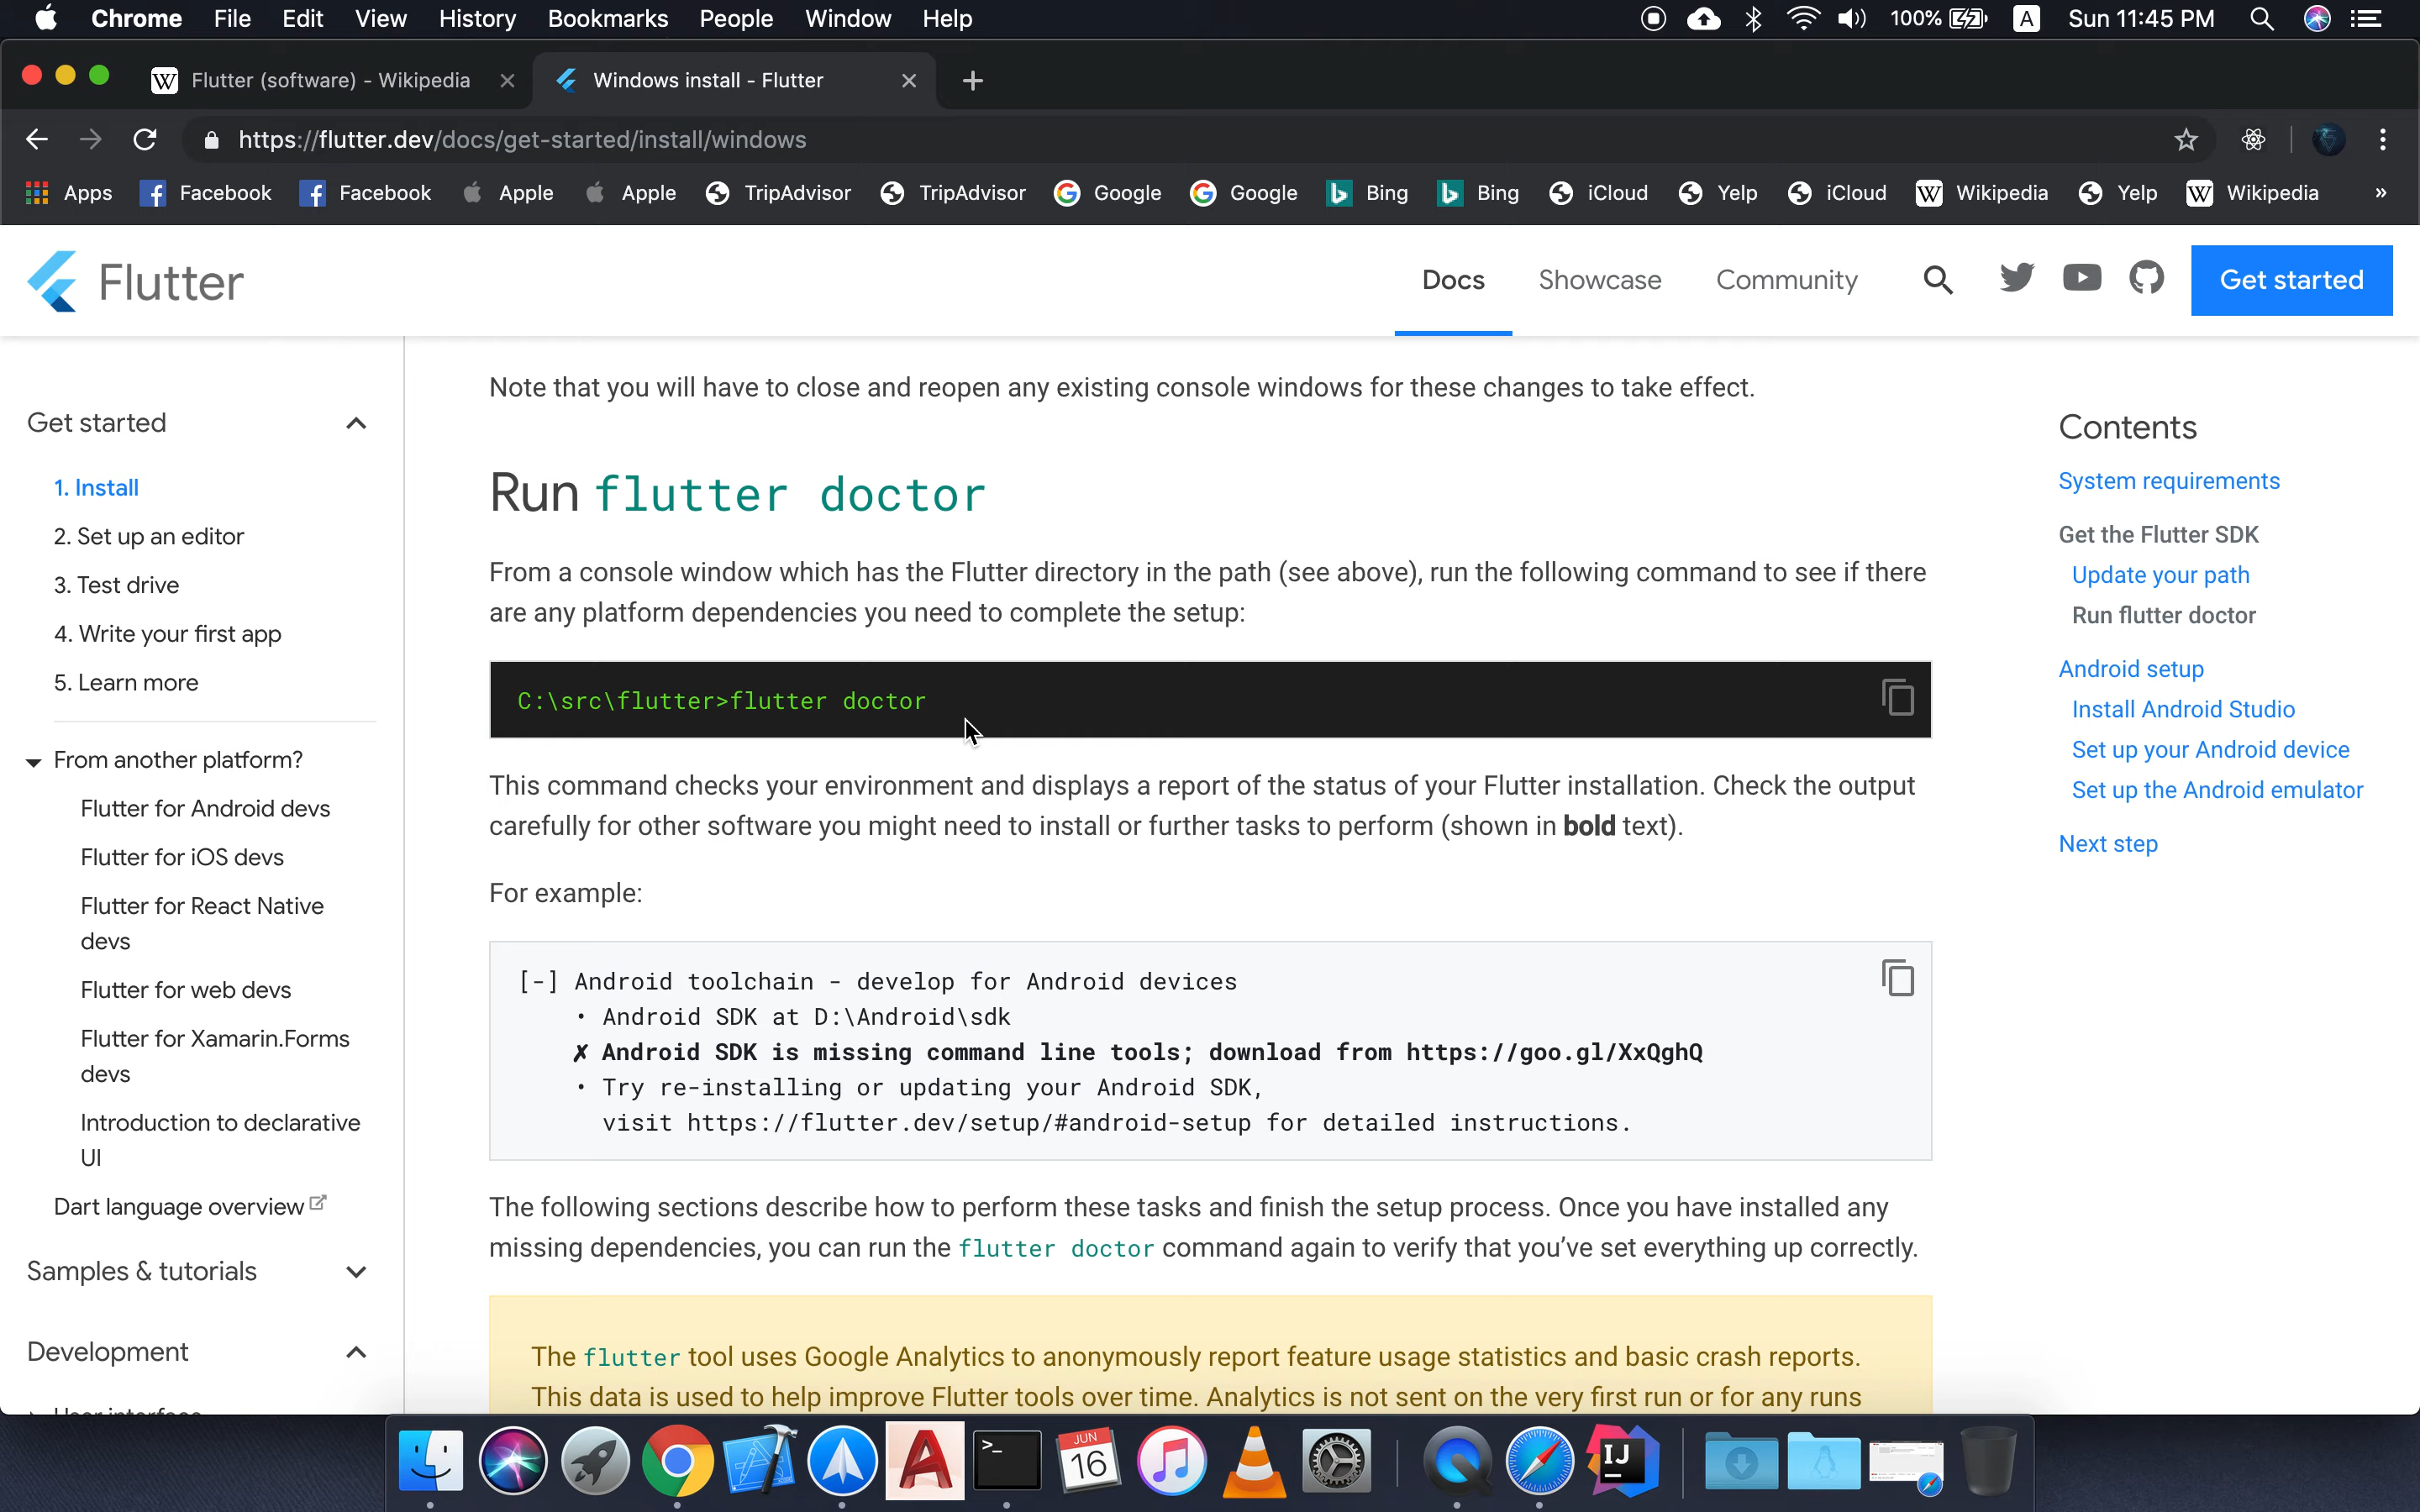 Chrome File Edit View History Bookmarks People Window Help 100% A Sun 11:45 PM
W Flutter (software) - Wikipedia Windows install - Flutter
https://flutter.dev/docs/get-started/install/windows
Apps Facebook Facebook Apple Apple TripAdvisor TripAdvisor Google Google Bing Bing iCloud Yelp iCloud W Wikipedia Yelp W Wikipedia »
Flutter
Docs Showcase Community Get started
Get started
1. Install
2. Set up an editor
3. Test drive
4. Write your first app
5. Learn more
From another platform?
Flutter for Android devs
Flutter for iOS devs
Flutter for React Native
devs
Flutter for web devs
Flutter for Xamarin.Forms
devs
Introduction to declarative
UI
Dart language overview
Samples & tutorials
Development
User interface
Note that you will have to close and reopen any existing console windows for these changes to take effect.
Run flutter doctor
From a console window which has the Flutter directory in the path (see above), run the following command to see if there
are any platform dependencies you need to complete the setup:
C:\src\flutter>flutter doctor
This command checks your environment and displays a report of the status of your Flutter installation. Check the output
carefully for other software you might need to install or further tasks to perform (shown in bold text).
For example:
[-] Android toolchain - develop for Android devices
• Android SDK at D:\Android\sdk
✗ Android SDK is missing command line tools; download from https://goo.gl/XxQghQ
• Try re-installing or updating your Android SDK,
visit https://flutter.dev/setup/#android-setup for detailed instructions.
The following sections describe how to perform these tasks and finish the setup process. Once you have installed any
missing dependencies, you can run the flutter doctor command again to verify that you’ve set everything up correctly.
The flutter tool uses Google Analytics to anonymously report feature usage statistics and basic crash reports.
This data is used to help improve Flutter tools over time. Analytics is not sent on the very first run or for any runs
Contents
System requirements
Get the Flutter SDK
Update your path
Run flutter doctor
Android setup
Install Android Studio
Set up your Android device
Set up the Android emulator
Next step
>_
JUN
16
IJ